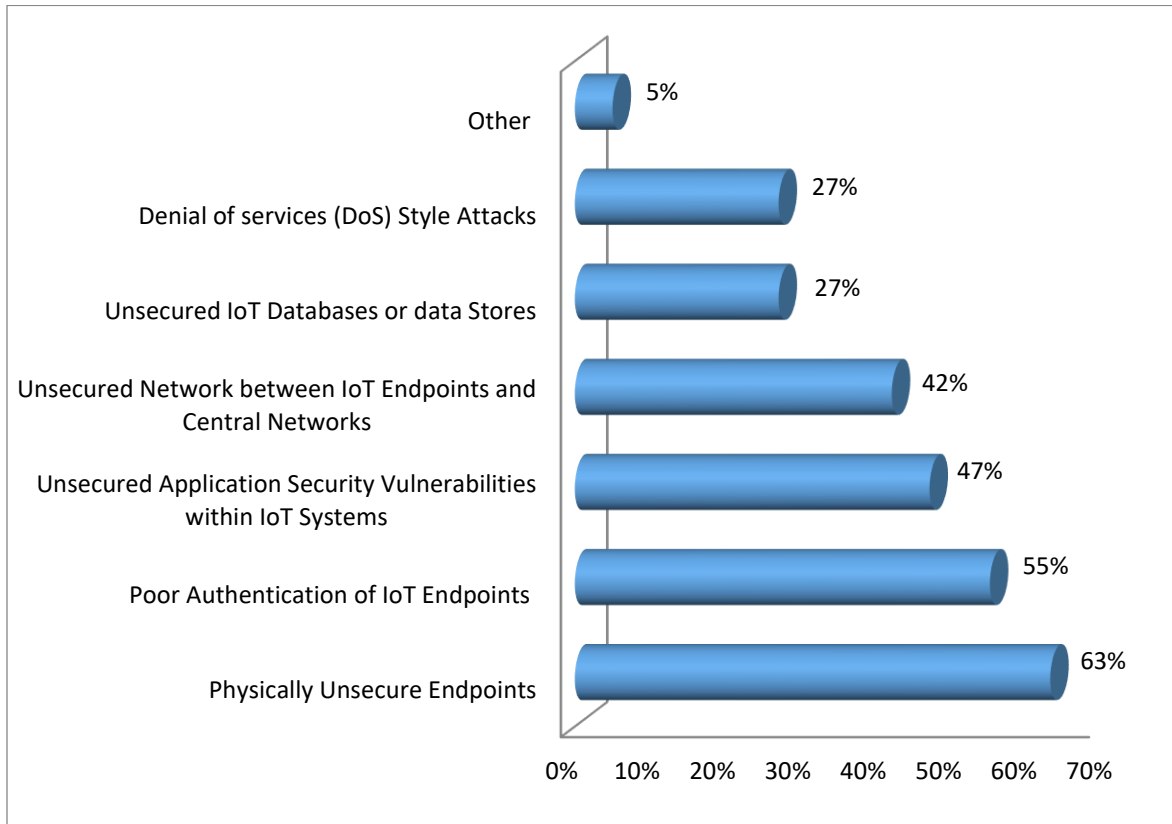 Other
5%
Denial of services (DoS) Style Attacks
27%
Unsecured IoT Databases or data Stores
27%
Unsecured Network between IoT Endpoints and
Central Networks
42%
Unsecured Application Security Vulnerabilities
within IoT Systems
47%
Poor Authentication of IoT Endpoints
55%
Physically Unsecure Endpoints
63%
0% 10% 20% 30% 40% 50% 60% 70%